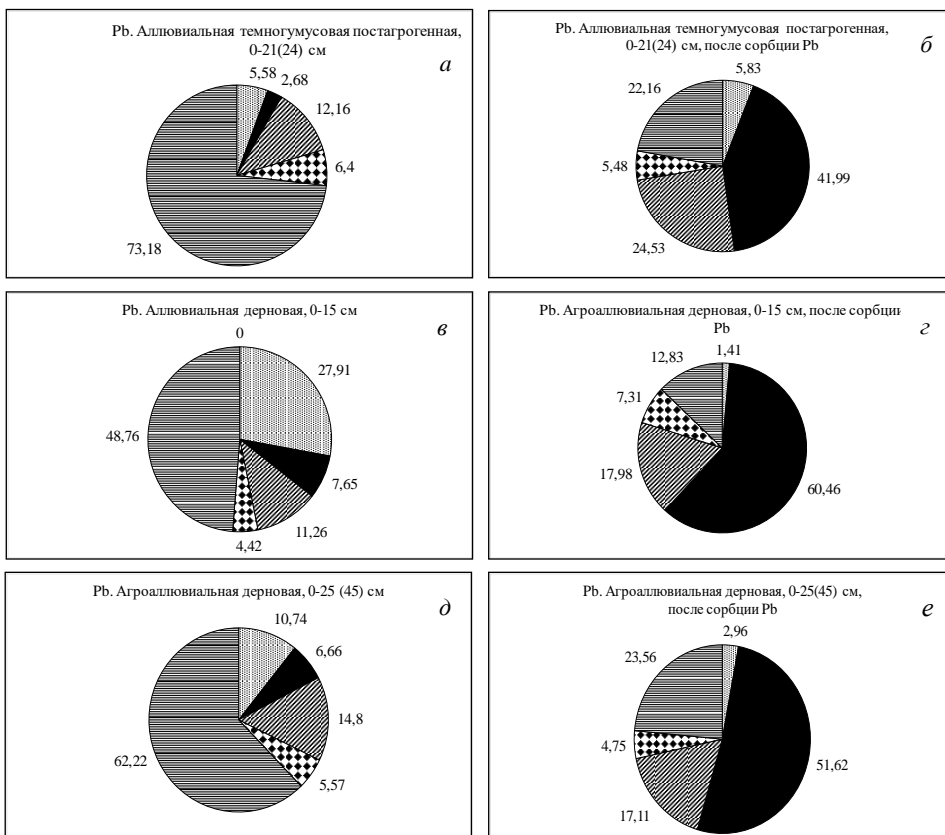 Pb. Аллювиальная темногумусовая постагрогенная,
0-21(24) см
а
5,58
2,68
12,16
6,4
73,18
Pb. Аллювиальная темногумусовая постагрогенная,
0-21(24) см, после сорбции Pb
б
5,83
22,16
5,48
41,99
24,53
Pb. Аллювиальная дерновая, 0-15 см
в
0
27,91
48,76
7,65
11,26
4,42
Pb. Агроаллювиальная дерновая, 0-15 см, после сорбции
Pb
г
1,41
12,83
7,31
17,98
60,46
Pb. Агроаллювиальная дерновая, 0-25 (45) см
д
10,74
6,66
14,8
62,22
5,57
Pb. Агроаллювиальная дерновая, 0-25(45) см,
после сорбции Pb
е
2,96
23,56
4,75
51,62
17,11